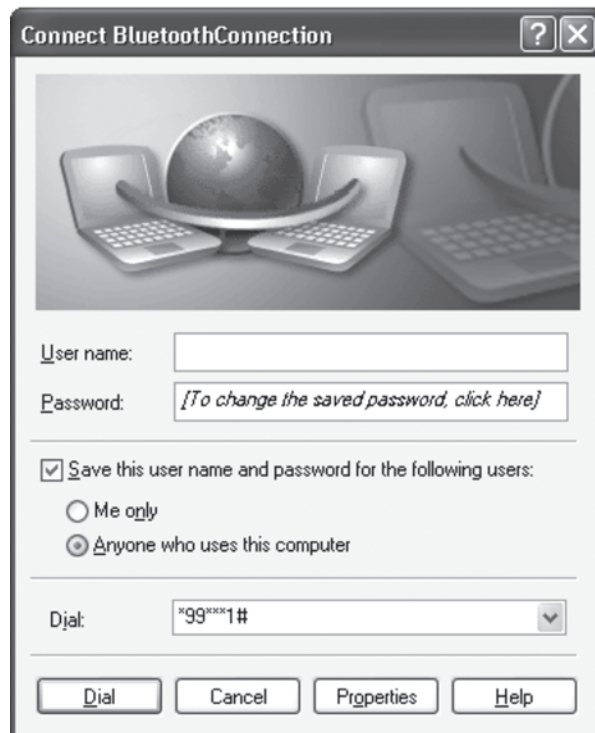 Connect BluetoothConnection
User name:
Password: [To change the saved password, click here]
Save this user name and password for the following users:
Me only
Anyone who uses this computer
Dial: *99***1#
Dial Cancel Properties Help